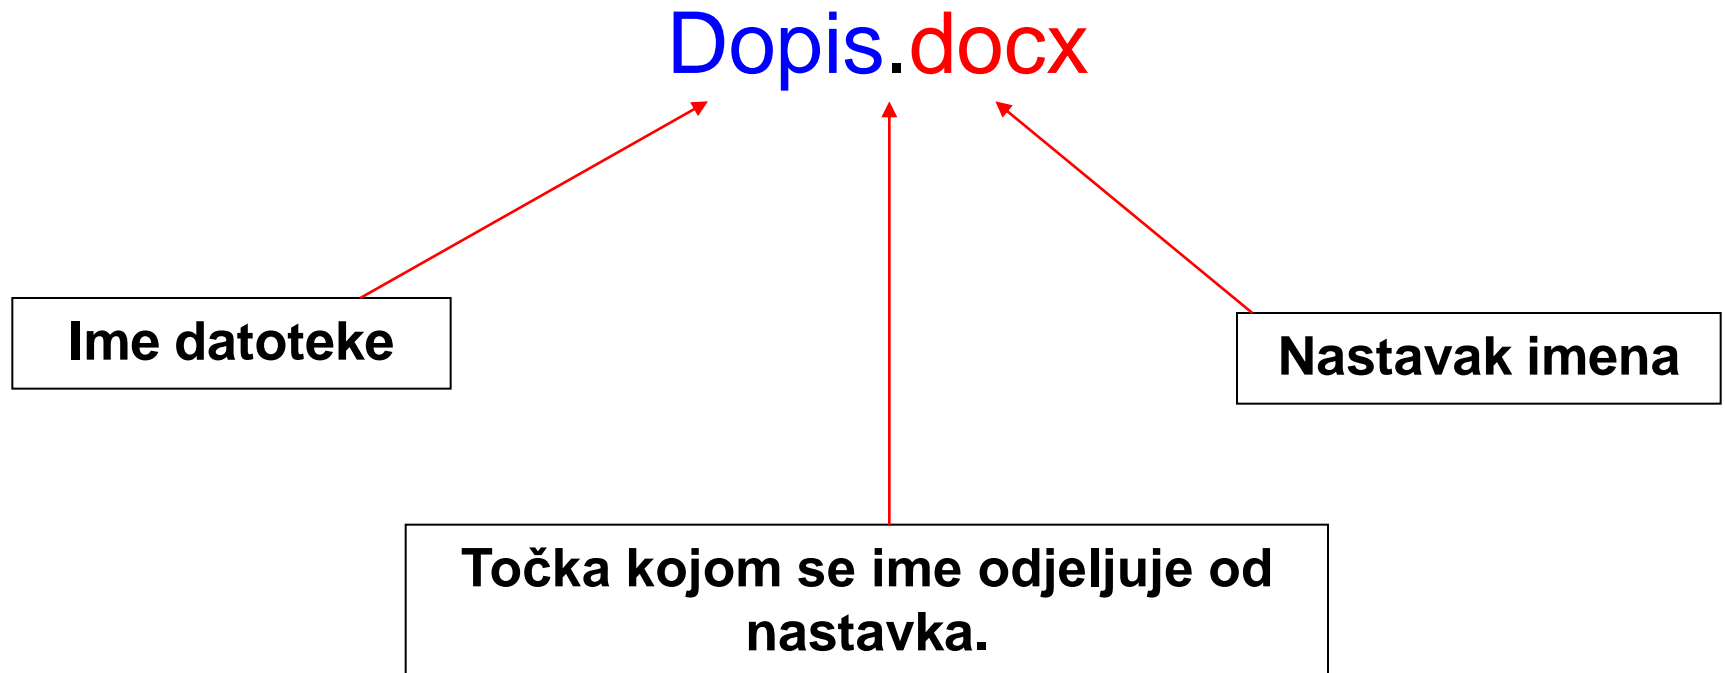 Dopis.docx
Ime datoteke
Nastavak imena
Točka kojom se ime odjeljuje od
nastavka.